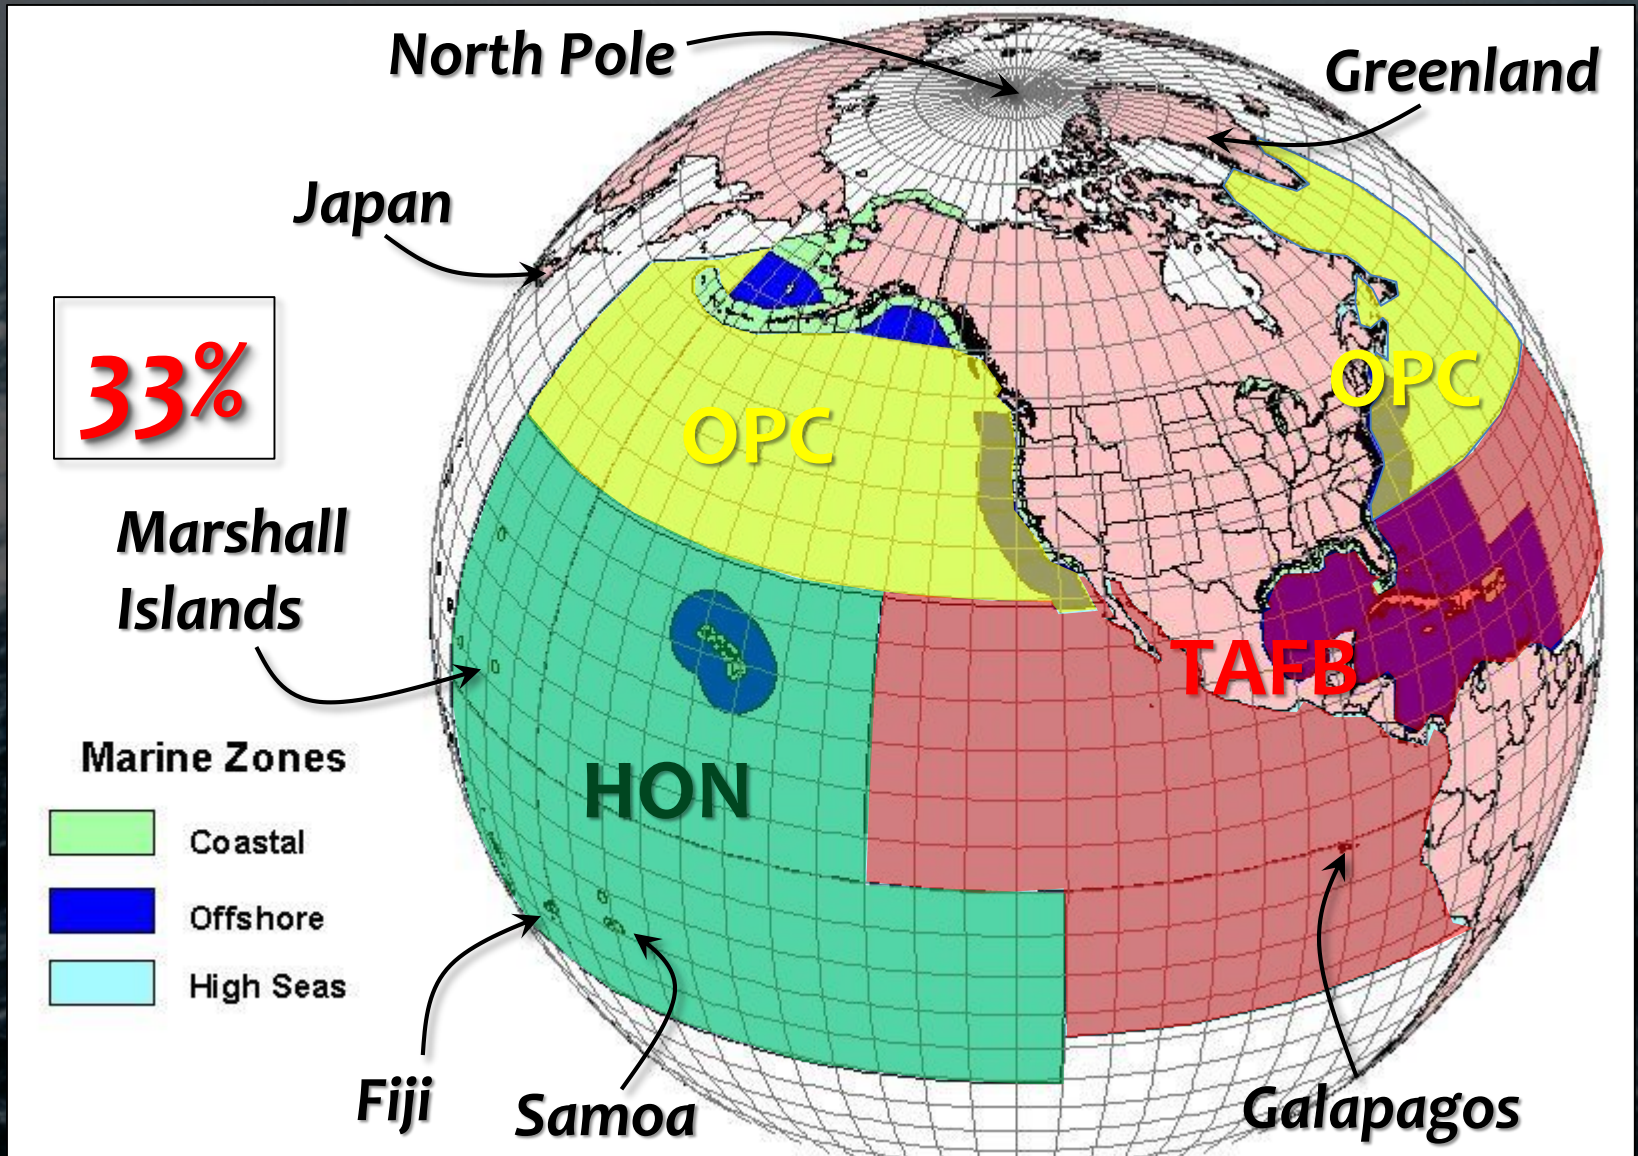 North Pole
Greenland
Japan
33%
OPC
OPC
Marshall
Islands
TAFB
HON
Marine Zones
Coastal
Offshore
High Seas
Fiji
Samoa
Galapagos